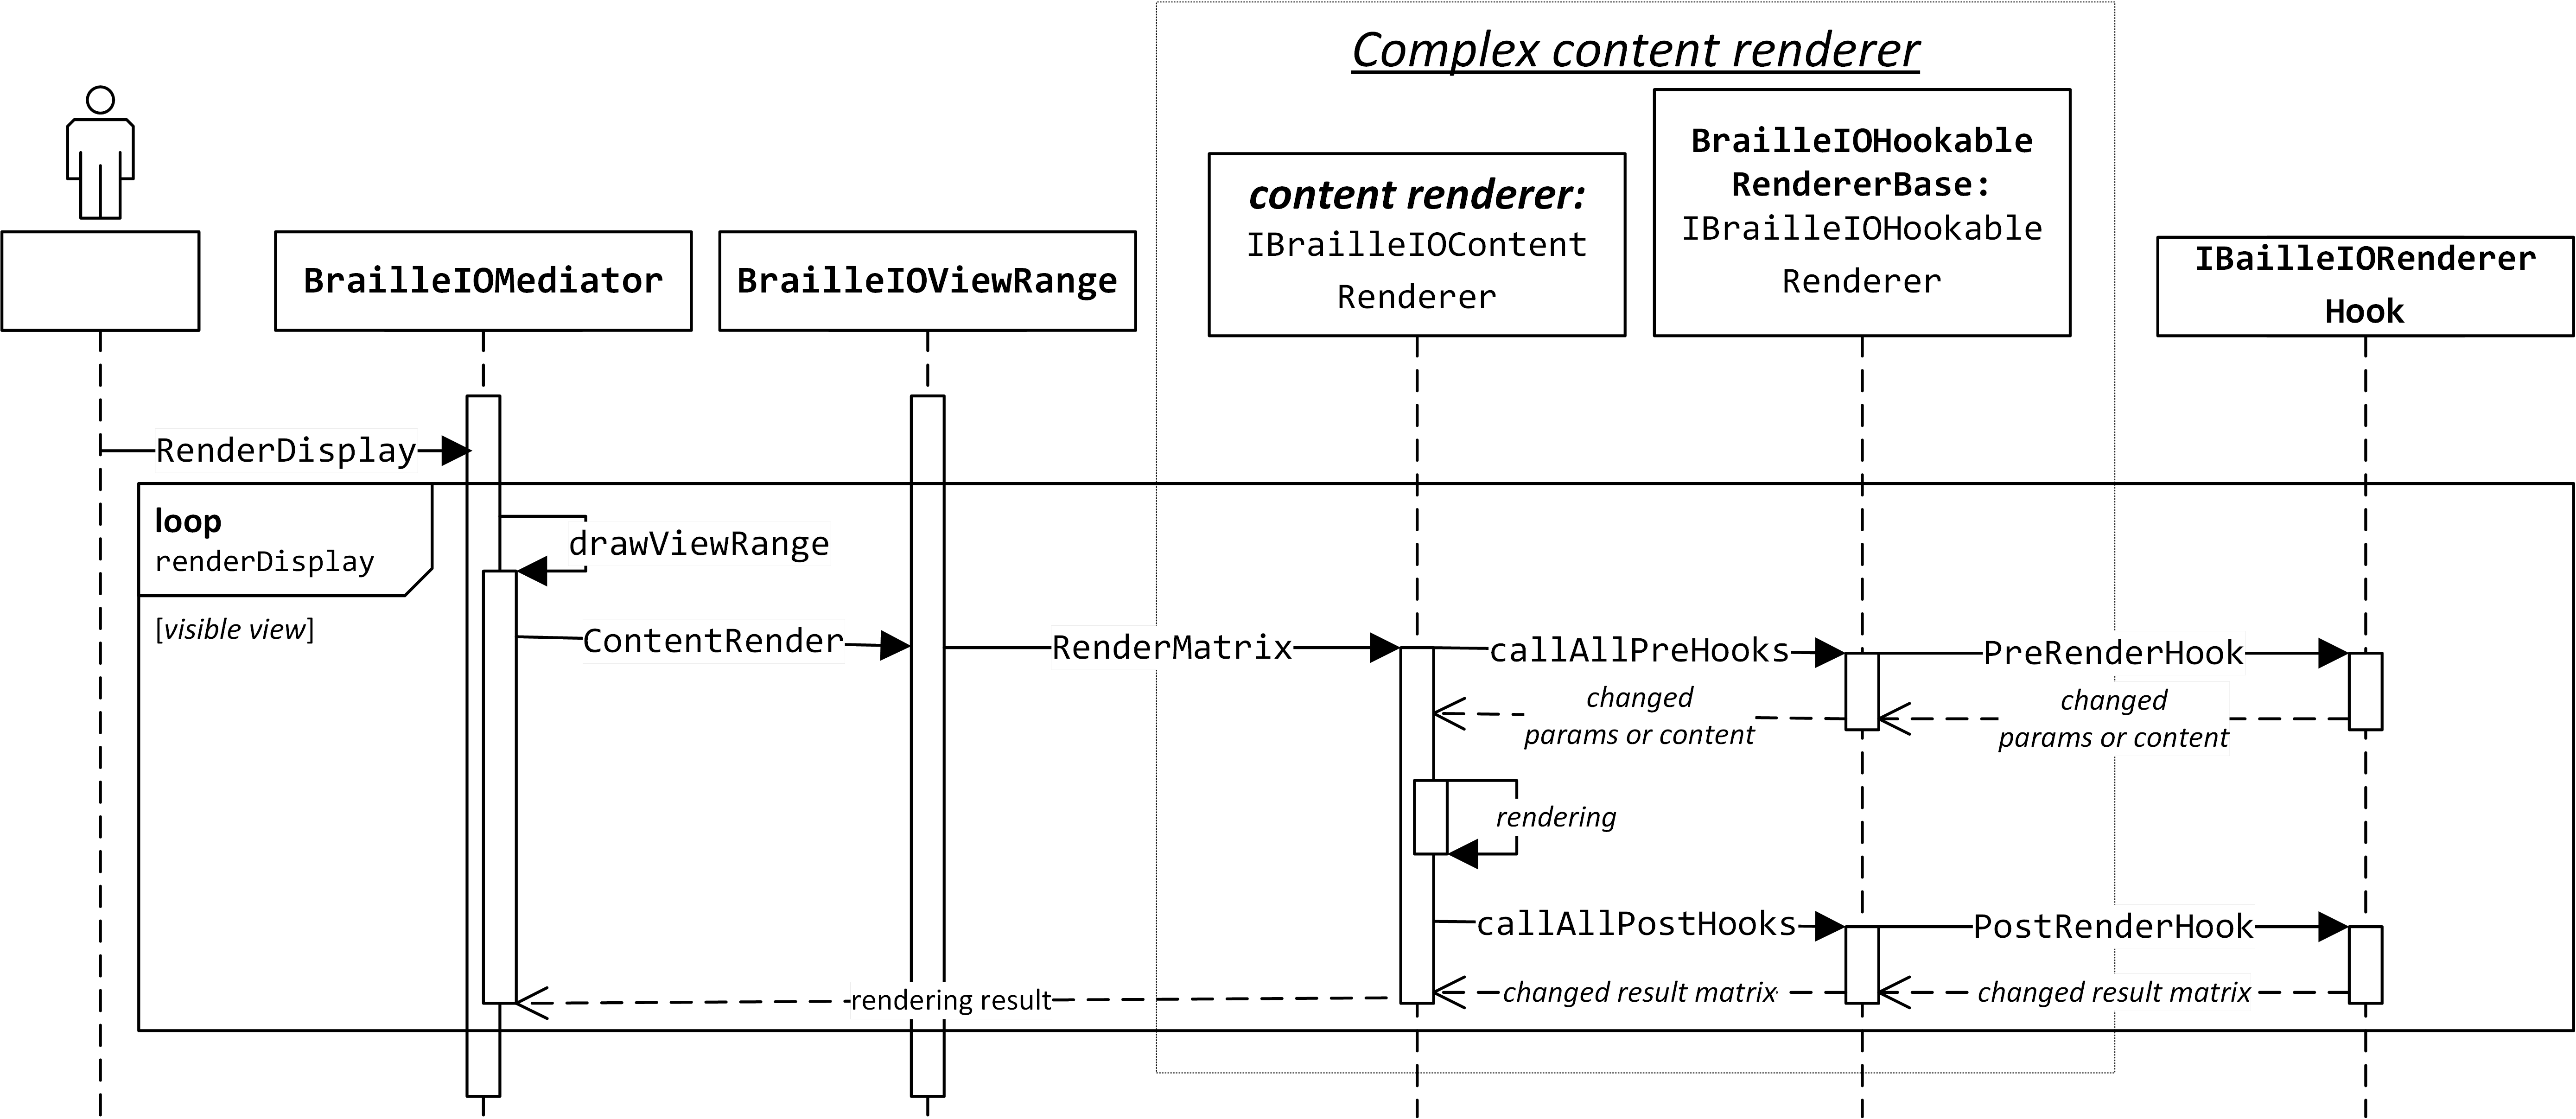 Complex content renderer
BrailleIOMediator
BrailleIOViewRange
content renderer:
IBrailleIOContent
Renderer
BrailleIOHookable
RendererBase:
IBrailleIOHookable
Renderer
IBailleIORenderer
Hook
RenderDisplay
loop
renderDisplay
[visible view]
drawViewRange
ContentRender
RenderMatrix
callAllPreHooks
PreRenderHook
changed
params or content
changed
params or content
rendering
callAllPostHooks
PostRenderHook
rendering result
changed result matrix
changed result matrix